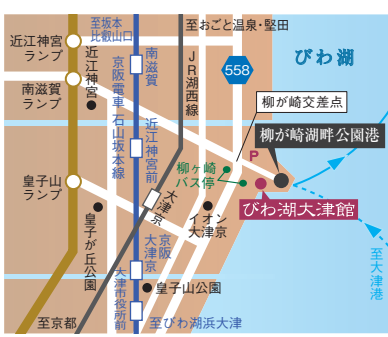 至坂本
比叡山口
至おごと温泉・堅田
近江神宮
ランプ
近江神宮
南滋賀
JR湖西線
558
びわ湖
南滋賀
ランプ
京阪電車 石山坂本線
柳が崎交差点
P
柳が崎湖畔公園港
近江神宮前
柳ヶ崎
バス停
皇子山
ランプ
大津京
びわ湖大津館
皇子が丘公園
イオン
大津京
京阪
大津京
至大津港
大津市役所前
皇子山公園
至京都
至びわ湖浜大津